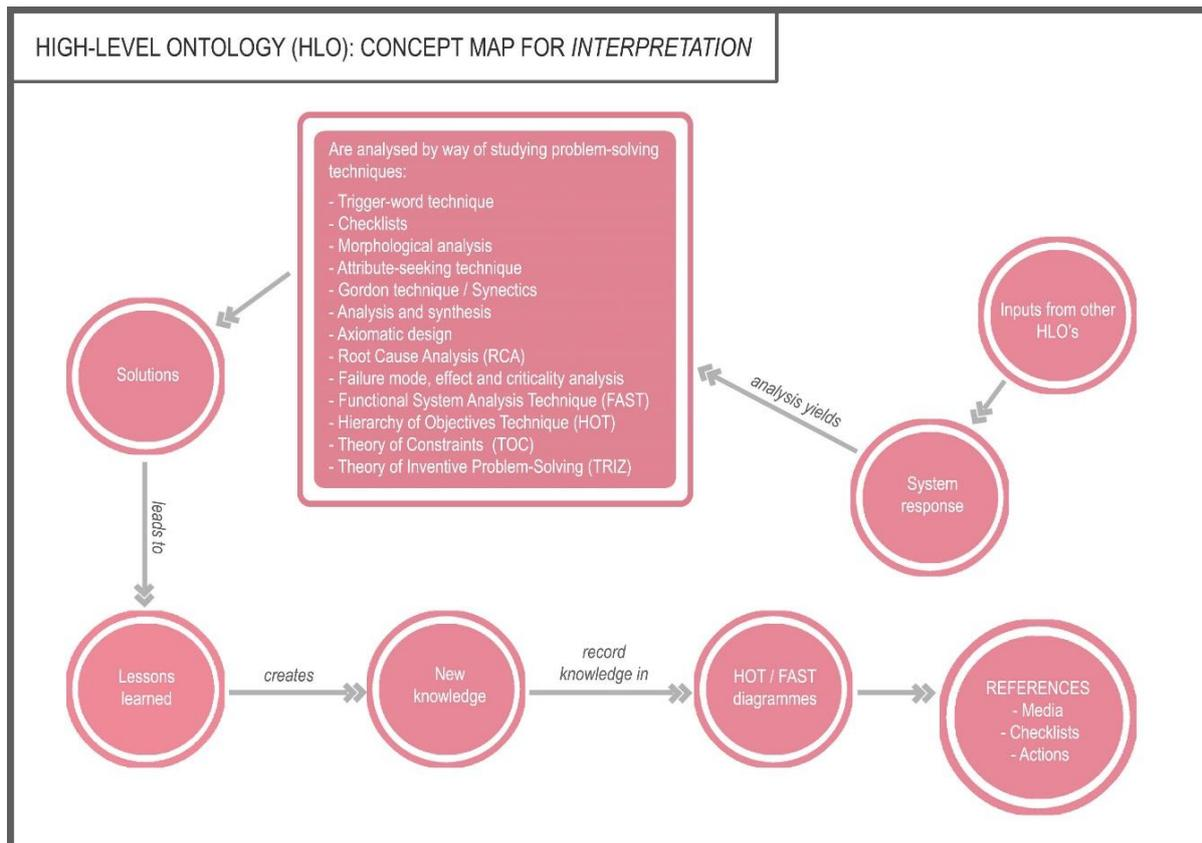 HIGH-LEVEL ONTOLOGY (HLO): CONCEPT MAP FOR INTERPRETATION
Are analysed by way of studying problem-solving
techniques:
- Trigger-word technique
- Checklists
- Morphological analysis
- Attribute-seeking technique
- Gordon technique / Synectics
- Analysis and synthesis
- Axiomatic design
- Root Cause Analysis (RCA)
- Failure mode, effect and criticality analysis
- Functional System Analysis Technique (FAST)
- Hierarchy of Objectives Technique (HOT)
- Theory of Constraints (TOC)
- Theory of Inventive Problem-Solving (TRIZ)
Inputs from other
HLO's
analysis yields
System
response
Solutions
leads to
Lessons
learned
creates
New
knowledge
record
knowledge in
HOT / FAST
diagrammes
REFERENCES
- Media
- Checklists
- Actions